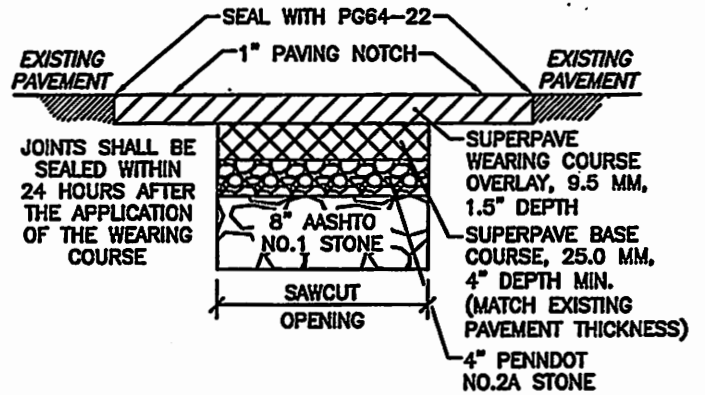 SEAL WITH PG64-22
1" PAVING NOTCH
EXISTING
PAVEMENT
EXISTING
PAVEMENT
JOINTS SHALL BE
SEALED WITHIN
24 HOURS AFTER
THE APPLICATION
OF THE WEARING
COURSE
8" AASHTO
NO.1 STONE
SAWCUT
OPENING
SUPERPAVE
WEARING COURSE
OVERLAY, 9.5 MM,
1.5" DEPTH
SUPERPAVE BASE
COURSE, 25.0 MM,
4" DEPTH MIN.
(MATCH EXISTING
PAVEMENT THICKNESS)
4" PENNDOT
NO.2A STONE